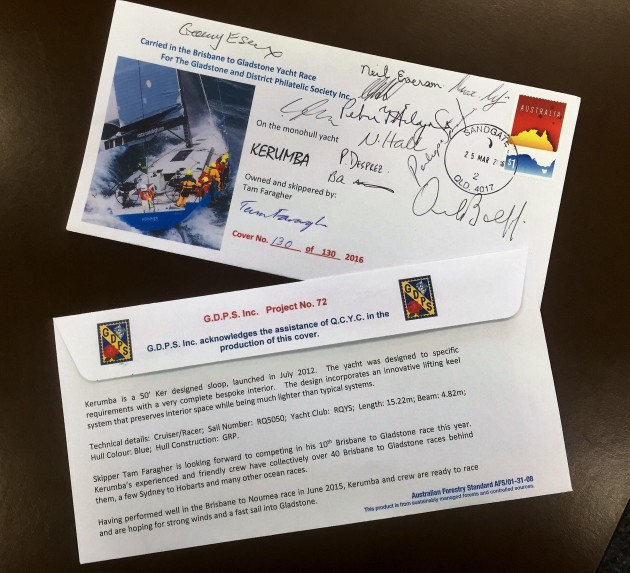 Carried in the Brisbane to Gladstone Yacht Race
For The Gladstone and District Philatelic Society Inc.
Neil Everson
AUSTRALIA
$1
SANDGATE
25 MAR
2
QLD. 4017
On the monohull yacht
KERUMBA
N. Hall
P. DESPREZ
Owned and skippered by:
Tam Faragher
Tam Faragher
Cover No. 130 of 130 2016
G.D.P.S. Inc. Project No. 72
G.D.P.S. Inc. acknowledges the assistance of Q.C.Y.C. in the
production of this cover.
GDPS
GDPS
Kerumba is a 50' Ker designed sloop, launched in July 2012. The yacht was designed to specific
requirements with a very complete bespoke interior. The design incorporates an innovative lifting keel
system that preserves interior space while being much lighter than typical systems.
Technical details: Cruiser/Racer; Sail Number: RQ5050; Yacht Club: RQYS; Length: 15.22m; Beam: 4.82m;
Hull Colour: Blue; Hull Construction: GRP.
Skipper Tam Faragher is looking forward to competing in his 10th Brisbane to Gladstone race this year.
Kerumba's experienced and friendly crew have collectively over 40 Brisbane to Gladstone races behind
them, a few Sydney to Hobarts and many other ocean races.
Having performed well in the Brisbane to Noumea race in June 2015, Kerumba and crew are ready to race
and are hoping for strong winds and a fast sail into Gladstone.
Australian Forestry Standard AFS/01-31-08
This product is from sustainably managed forests and controlled sources.